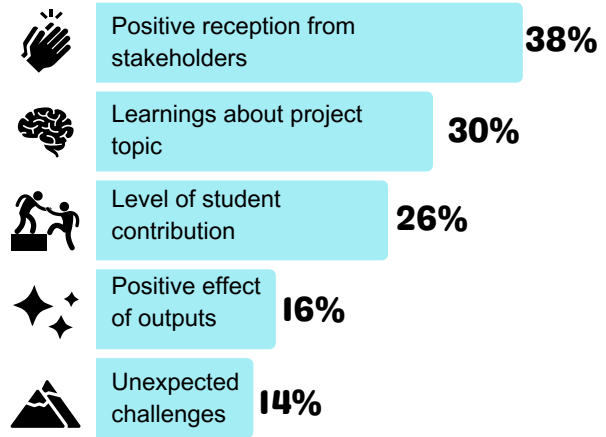 Positive reception from
stakeholders
38%
Learnings about project
topic
30%
Level of student
contribution
26%
Positive effect
of outputs
16%
Unexpected
challenges
14%